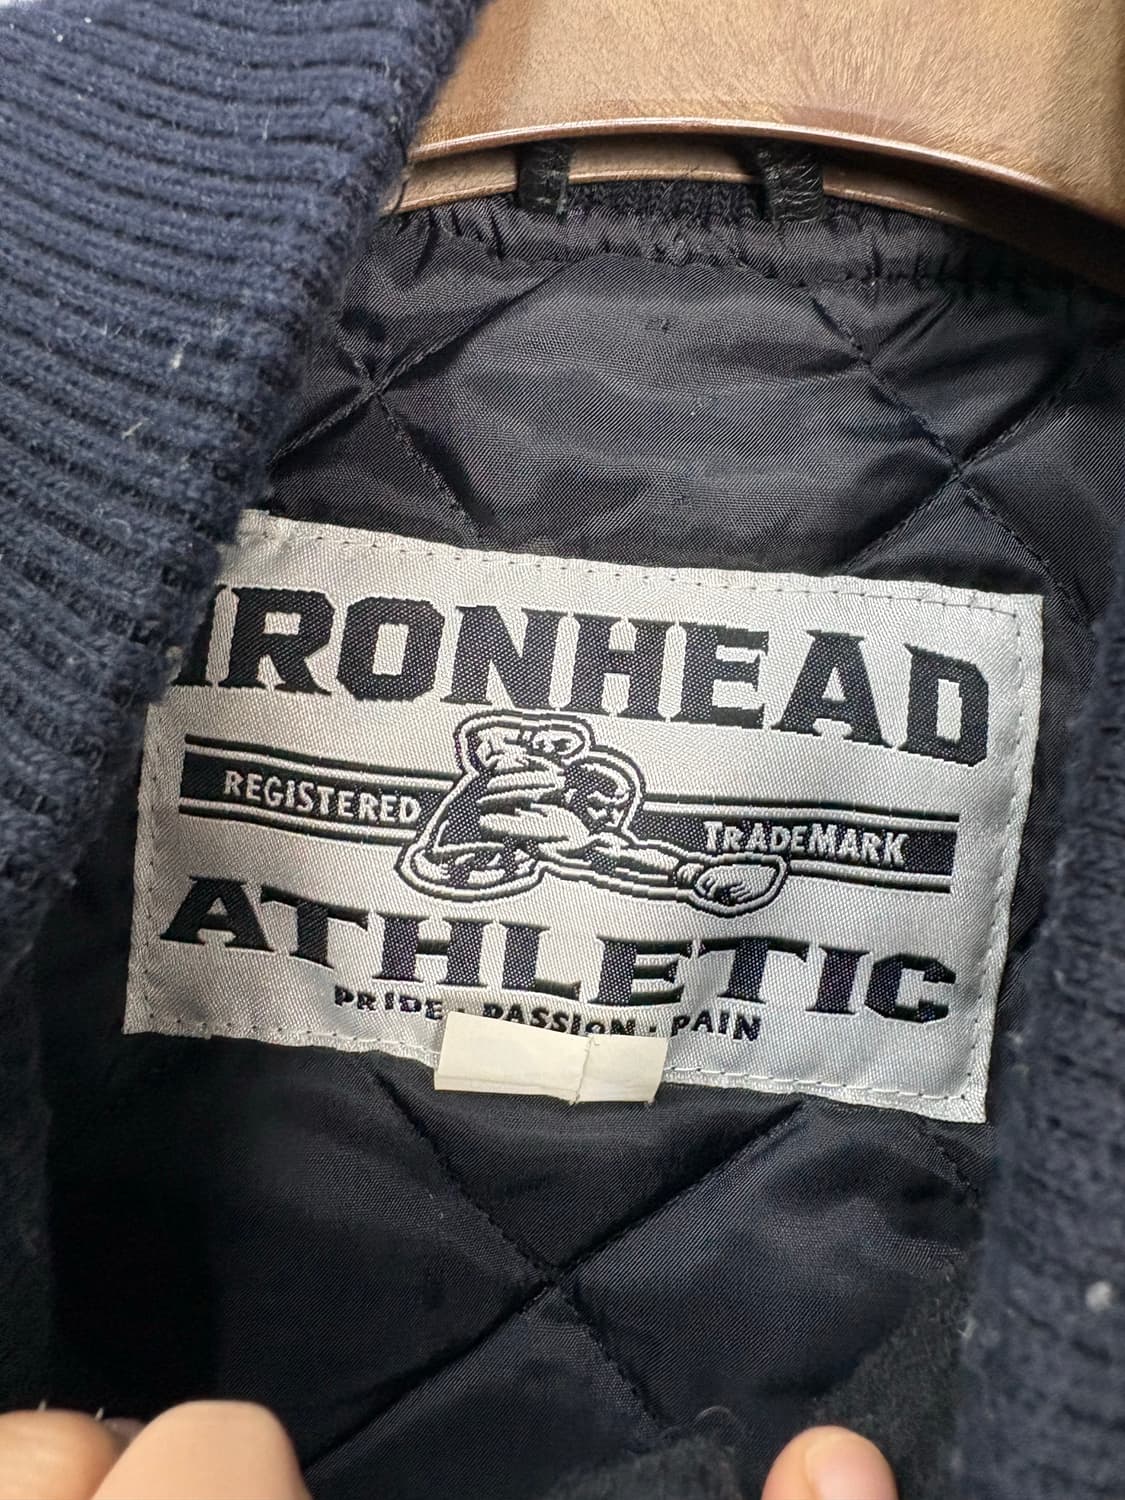 IRONHEAD
REGISTERED TRADEMARK
ATHLETIC
PRIDE · PASSION · PAIN